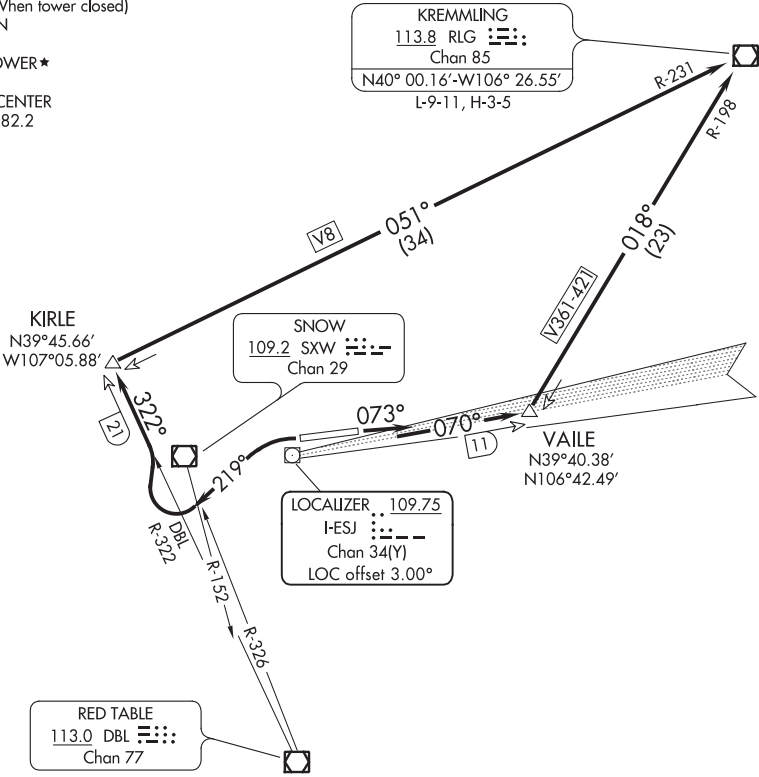 When tower closed)
N
OWER★
CENTER
82.2
KREMMLING
113.8 RLG
Chan 85
N40° 00.16'-W106° 26.55'
L-9-11, H-3-5
R-231
R-198
V8
051°
(34)
018°
(23)
V361-421
KIRLE
N39°45.66'
W107°05.88'
SNOW
109.2 SXW
Chan 29
322°
21
219°
073°
070°
11
VAILE
N39°40.38'
N106°42.49'
LOCALIZER 109.75
I-ESJ
Chan 34(Y)
LOC offset 3.00°
DBL
R-322
R-152
R-326
RED TABLE
113.0 DBL
Chan 77